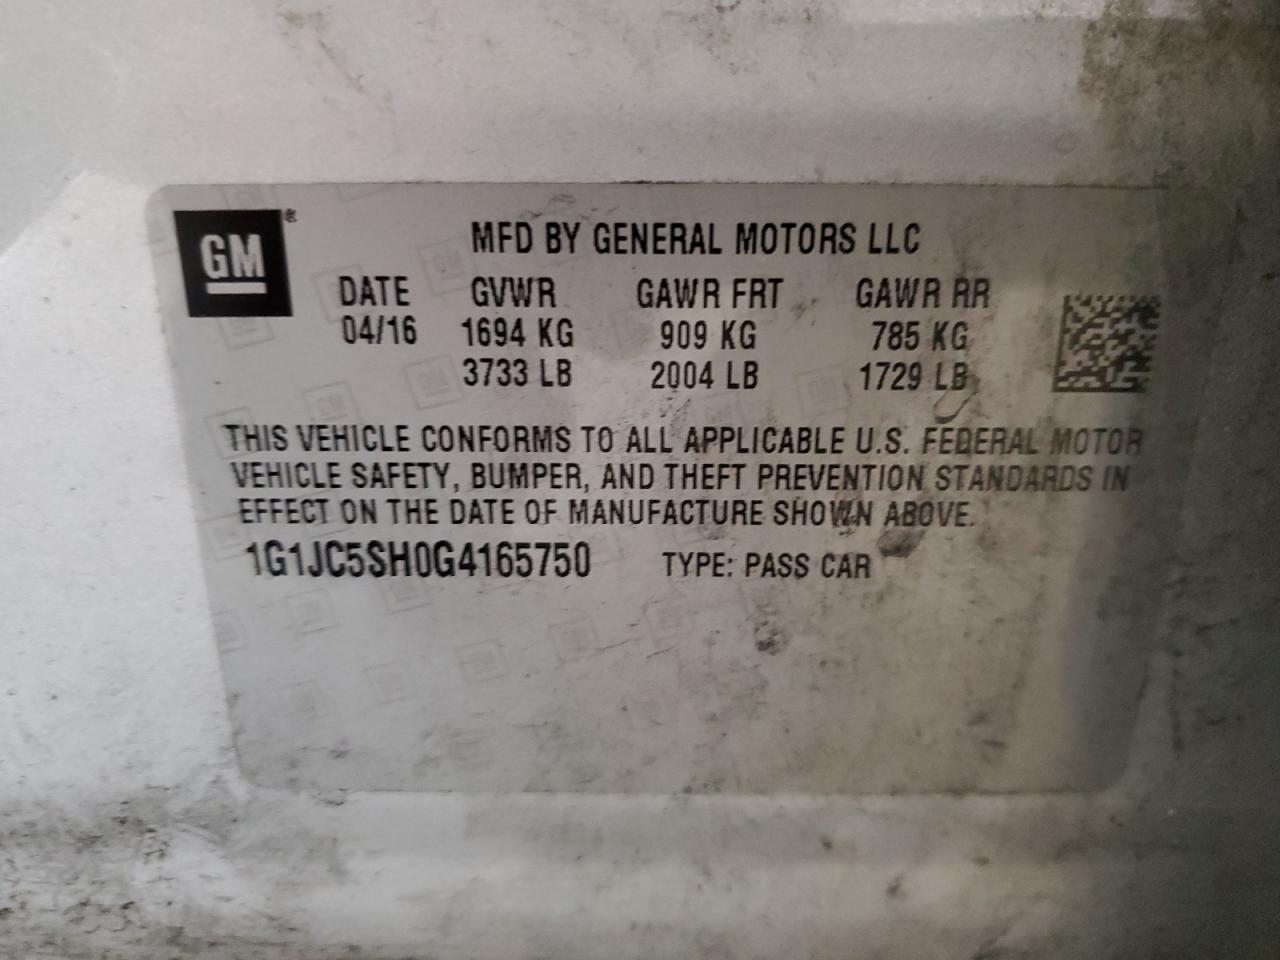 GM ®
MFD BY GENERAL MOTORS LLC
DATE GVWR GAWR FRT GAWR RR
04/16 1694 KG 909 KG 785 KG
3733 LB 2004 LB 1729 LB
THIS VEHICLE CONFORMS TO ALL APPLICABLE U.S. FEDERAL MOTOR
VEHICLE SAFETY, BUMPER, AND THEFT PREVENTION STANDARDS IN
EFFECT ON THE DATE OF MANUFACTURE SHOWN ABOVE.
1G1JC5SH0G4165750 TYPE: PASS CAR